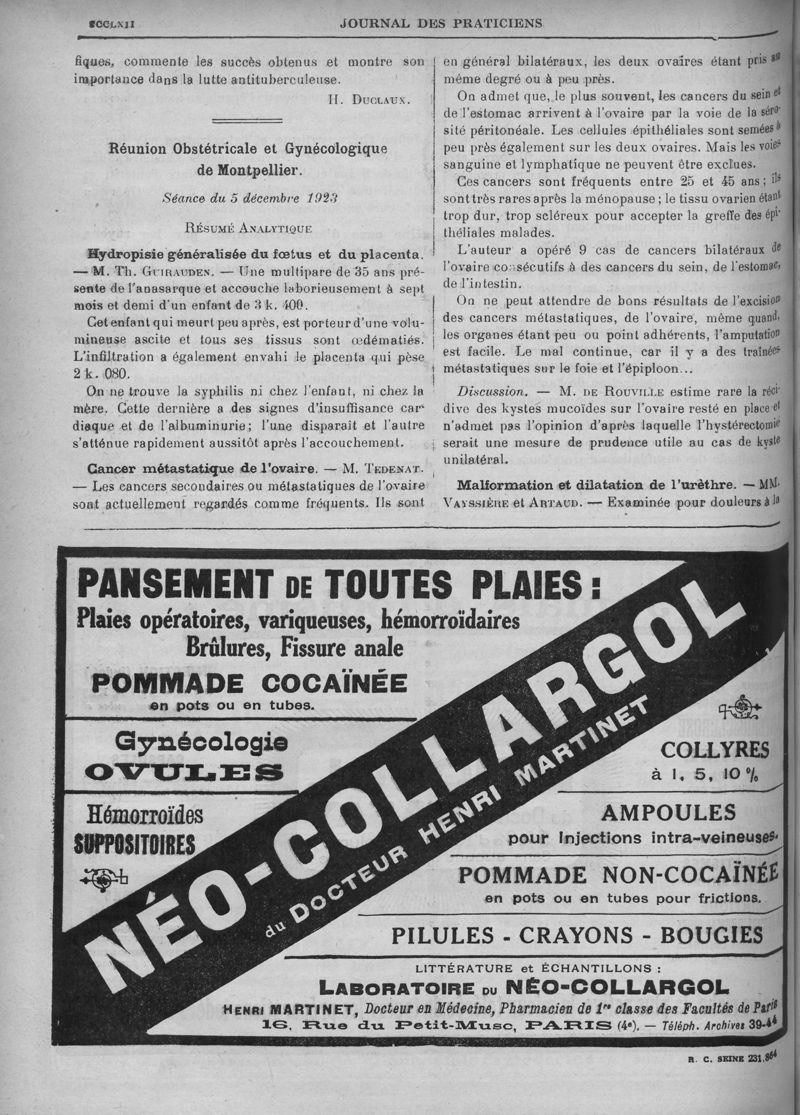 CCCLXII
JOURNAL DES PRATICIENS
fiques, commente les succès obtenus et montre son
importance dans la lutte antituberculeuse.
H. Duclaux.
Réunion Obstétricale et Gynécologique
de Montpellier.
Séance du 5 décembre 1923
Résumé Analytique
Hydropisie généralisée du fœtus et du placenta.
— M. Th. Guirauden. — Une multipare de 35 ans pré-
sente de l'anasarque et accouche laborieusement à sept
mois et demi d'un enfant de 3 k. 400.
Cet enfant qui meurt peu après, est porteur d'une volu-
mineuse ascite et tous ses tissus sont œdématiés.
L'infiltration a également envahi le placenta qui pèse
2 k. 080.
On ne trouve la syphilis ni chez l'enfant, ni chez la
mère. Cette dernière a des signes d'insuffisance car-
diaque et de l'albuminurie; l'une disparait et l'autre
s'atténue rapidement aussitôt après l'accouchement.
Cancer métastatique de l'ovaire. — M. Tedenat.
— Les cancers secondaires ou métastatiques de l'ovaire
sont actuellement regardés comme fréquents. Ils sont
en général bilatéraux, les deux ovaires étant pris au
même degré ou à peu près.
On admet que, le plus souvent, les cancers du sein et
de l'estomac arrivent à l'ovaire par la voie de la séro-
sité péritonéale. Les cellules épithéliales sont semées à
peu près également sur les deux ovaires. Mais les voies
sanguine et lymphatique ne peuvent être exclues.
Ces cancers sont fréquents entre 25 et 45 ans; ils
sont très rares après la ménopause; le tissu ovarien étant
trop dur, trop scléreux pour accepter la greffe des épi-
théliales malades.
L'auteur a opéré 9 cas de cancers bilatéraux de
l'ovaire consécutifs à des cancers du sein, de l'estomac,
de l'intestin.
On ne peut attendre de bons résultats de l'excision
des cancers métastatiques, de l'ovaire, même quand,
les organes étant peu ou point adhérents, l'amputation
est facile. Le mal continue, car il y a des traînées
métastatiques sur le foie et l'épiploon...
Discussion. — M. de Rouville estime rare la réci-
dive des kystes mucoïdes sur l'ovaire resté en place et
n'admet pas l'opinion d'après laquelle l'hystérectomie
serait une mesure de prudence utile au cas de kyste
unilatéral.
Malformation et dilatation de l'urèthre. — MM.
Vayssière et Artaud. — Examinée pour douleurs à la
PANSEMENT DE TOUTES PLAIES :
Plaies opératoires, variqueuses, hémorroïdaires
Brûlures, Fissure anale
POMMADE COCAÏNÉE
en pots ou en tubes.
Gynécologie
OVULES
Hémorroïdes
SUPPOSITOIRES
NÉO-COLLARGOL
du DOCTEUR HENRI MARTINET
COLLYRES
à 1, 5, 10 %
AMPOULES
pour Injections intra-veineuses.
POMMADE NON-COCAÏNÉE
en pots ou en tubes pour frictions.
PILULES - CRAYONS - BOUGIES
LITTÉRATURE et ÉCHANTILLONS :
LABORATOIRE DU NÉO-COLLARGOL
HENRI MARTINET, Docteur en Médecine, Pharmacien de 1re classe des Facultés de Paris
16, Rue du Petit-Musc, PARIS (4e). — Téléph. Archives 39-44
R. C. SEINE 231.864